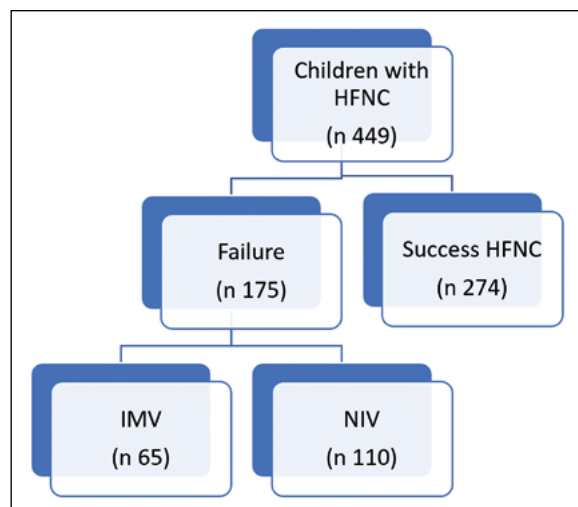 Children with
HFNC
(n 449)
Failure
(n 175)
Success HFNC
(n 274)
IMV
(n 65)
NIV
(n 110)